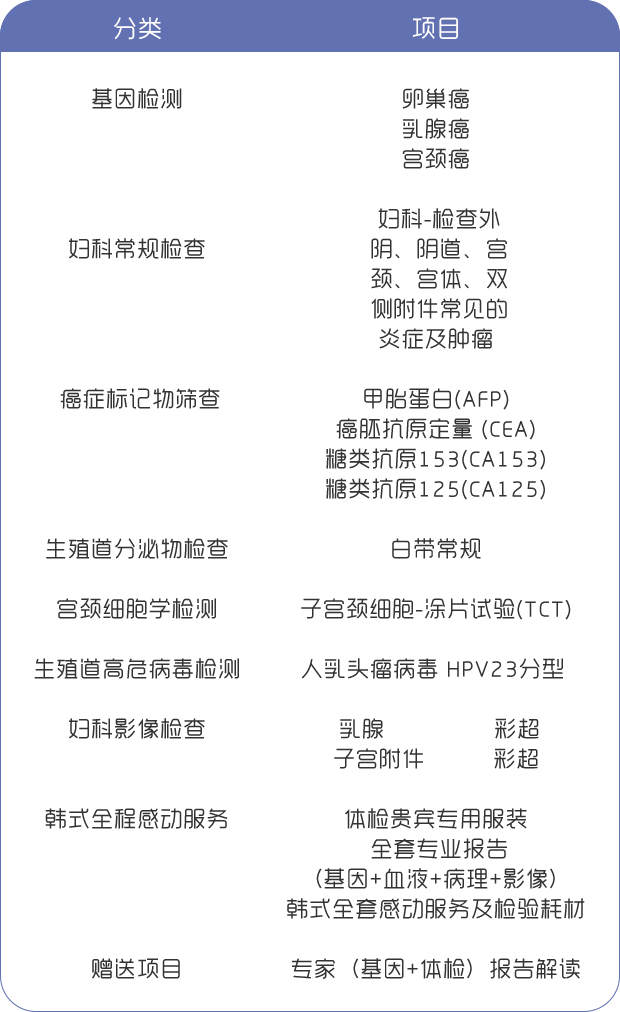 分类 项目
基因检测 卵巢癌
乳腺癌
宫颈癌
妇科-检查外
妇科常规检查 阴、阴道、宫
颈、宫体、双
侧附件常见的
炎症及肿瘤
癌症标记物筛查 甲胎蛋白(AFP)
癌胚抗原定量 (CEA)
糖类抗原153(CA153)
糖类抗原125(CA125)
生殖道分泌物检查 白带常规
宫颈细胞学检测 子宫颈细胞-涂片试验(TCT)
生殖道高危病毒检测 人乳头瘤病毒 HPV23分型
妇科影像检查 乳腺 彩超
子宫附件 彩超
韩式全程感动服务 体检贵宾专用服装
全套专业报告
(基因+血液+病理+影像)
韩式全套感动服务及检验耗材
赠送项目 专家（基因+体检）报告解读